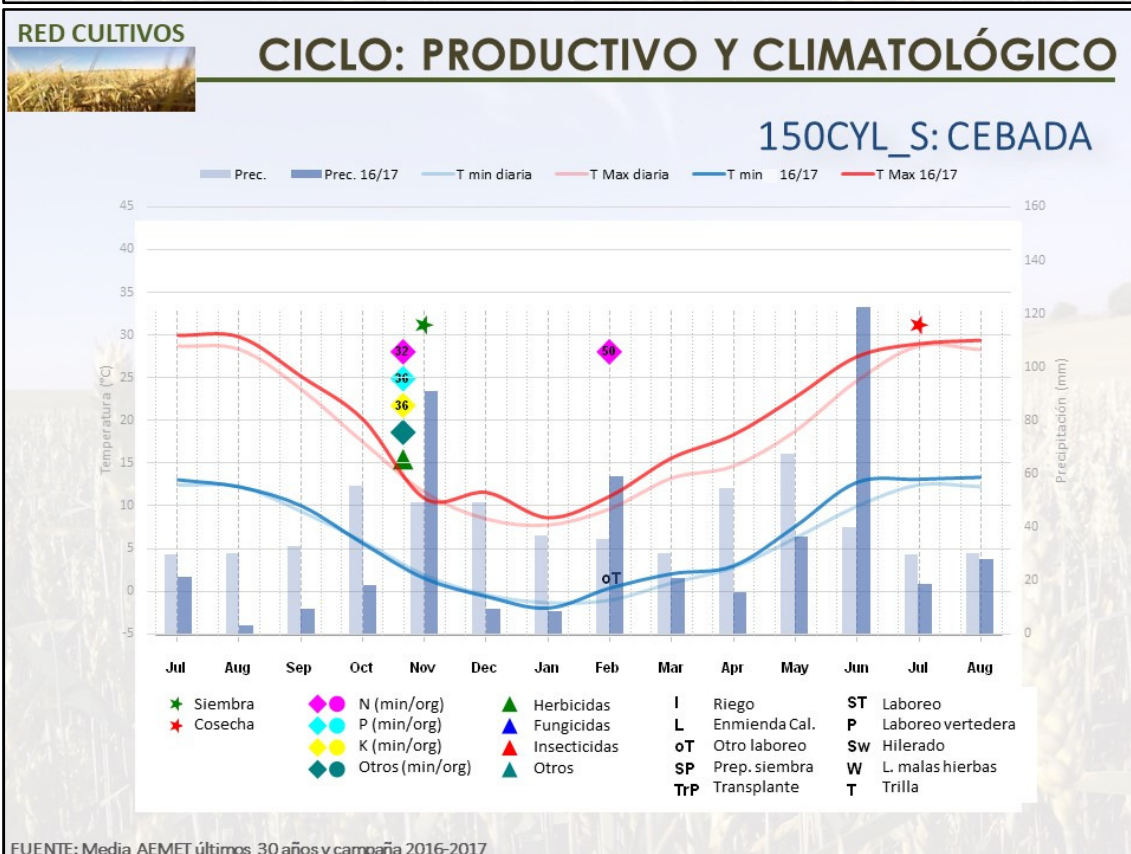 RED CULTIVOS
CICLO: PRODUCTIVO Y CLIMATOLÓGICO
150CYL_S: CEBADA
Prec. Prec. 16/17 T min diaria T Max diaria T min 16/17 T Max 16/17
45 160
40 140
35
30 120
25 100
20 80
15 60
10 40
5
0 20
-5 0
Temperatura (°C)
Precipitación (mm)
32 50
36
36
oT
Jul Aug Sep Oct Nov Dec Jan Feb Mar Apr May Jun Jul Aug
Siembra N (min/org) Herbicidas I Riego ST Laboreo
Cosecha P (min/org) Fungicidas L Enmienda Cal. P Laboreo vertedera
K (min/org) Insecticidas oT Otro laboreo Sw Hilerado
Otros (min/org) Otros SP Prep. siembra W L. malas hierbas
TrP Transplante T Trilla
FUENTE: Media AEMET últimos 30 años y campaña 2016-2017